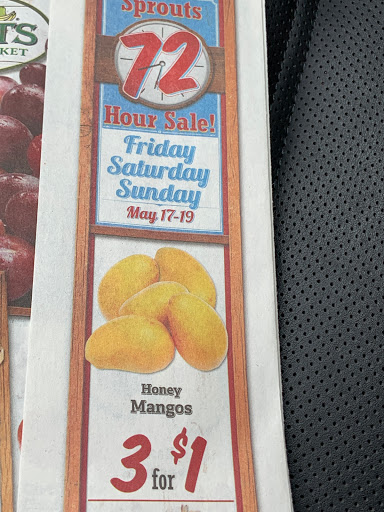 Sprouts
72
Hour Sale!
Friday
Saturday
Sunday
May 17-19
Honey
Mangos
3 for $1